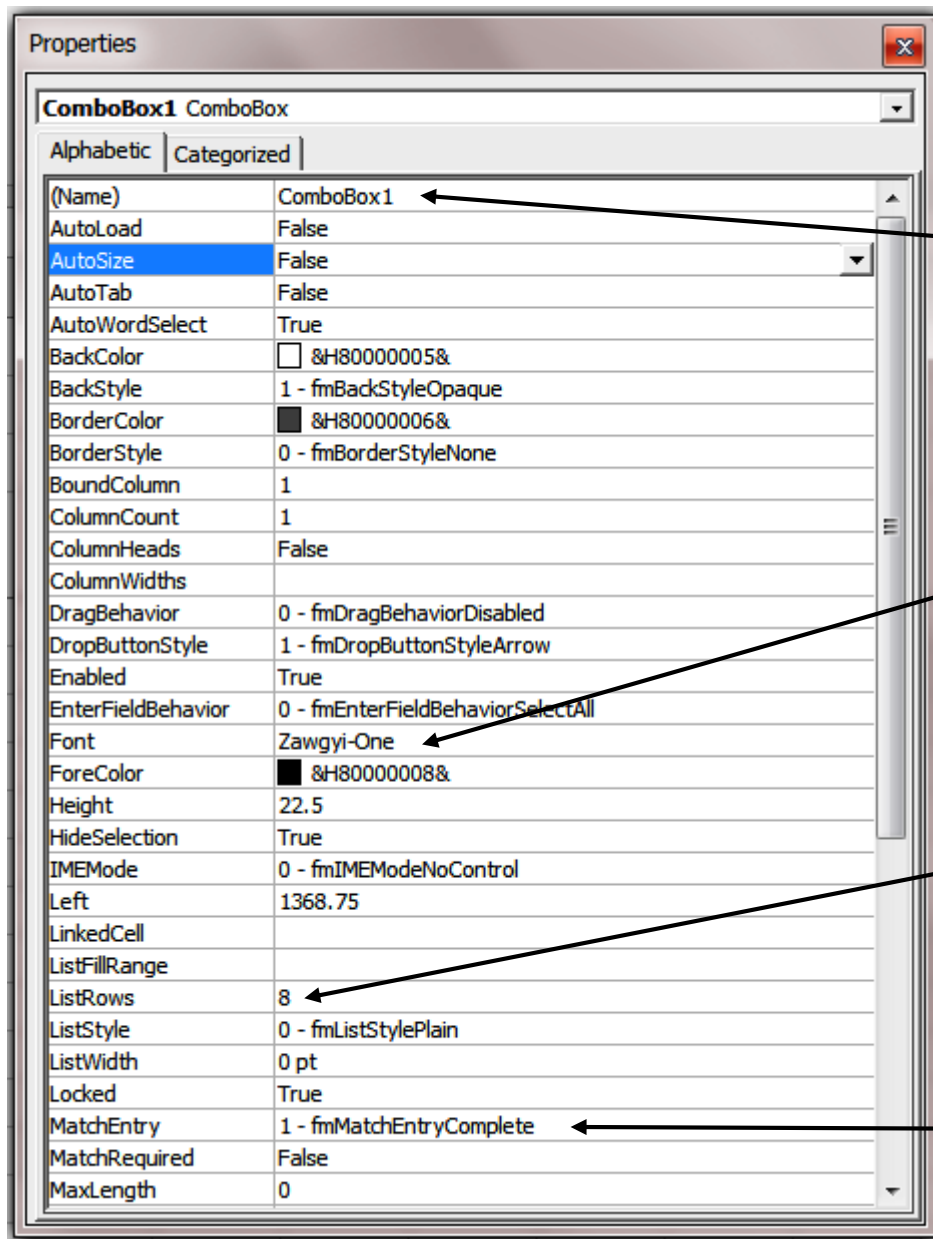 Properties
ComboBox1 ComboBox
Alphabetic Categorized
(Name) ComboBox1
AutoLoad False
AutoSize False
AutoTab False
AutoWordSelect True
BackColor &H80000005&
BackStyle 1 - fmBackStyleOpaque
BorderColor &H80000006&
BorderStyle 0 - fmBorderStyleNone
BoundColumn 1
ColumnCount 1
ColumnHeads False
ColumnWidths
DragBehavior 0 - fmDragBehaviorDisabled
DropButtonStyle 1 - fmDropButtonStyleArrow
Enabled True
EnterFieldBehavior 0 - fmEnterFieldBehaviorSelectAll
Font Zawgyi-One
ForeColor &H80000008&
Height 22.5
HideSelection True
IMEMode 0 - fmIMEModeNoControl
Left 1368.75
LinkedCell
ListFillRange
ListRows 8
ListStyle 0 - fmListStylePlain
ListWidth 0 pt
Locked True
MatchEntry 1 - fmMatchEntryComplete
MatchRequired False
MaxLength 0